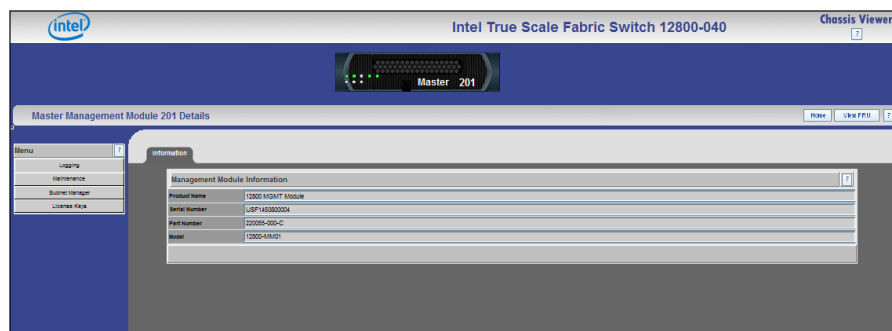 intel
Intel True Scale Fabric Switch 12800-040
Chassis Viewer
?
Master 201
Master Management Module 201 Details
Home
View FRU
?
Menu
?
Logging
Maintenance
Subnet Manager
License Keys
Information
Management Module Information
?
Product Name 12800 MGMT Module
Serial Number USF1450800004
Part Number 220055-000-C
Model 12800-MM01